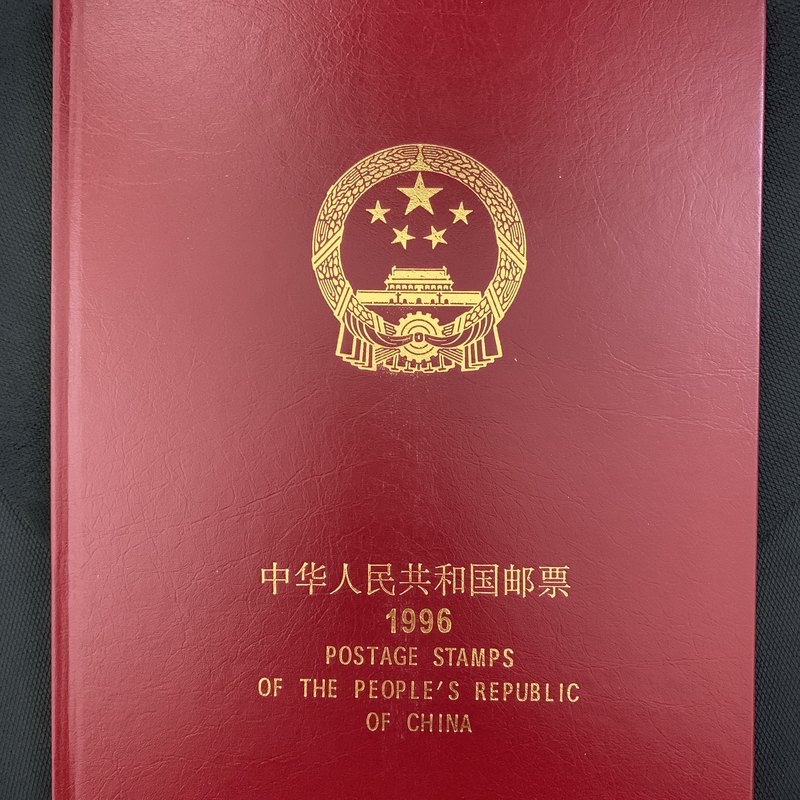 中华人民共和国邮票
1996
POSTAGE STAMPS
OF THE PEOPLE'S REPUBLIC
OF CHINA